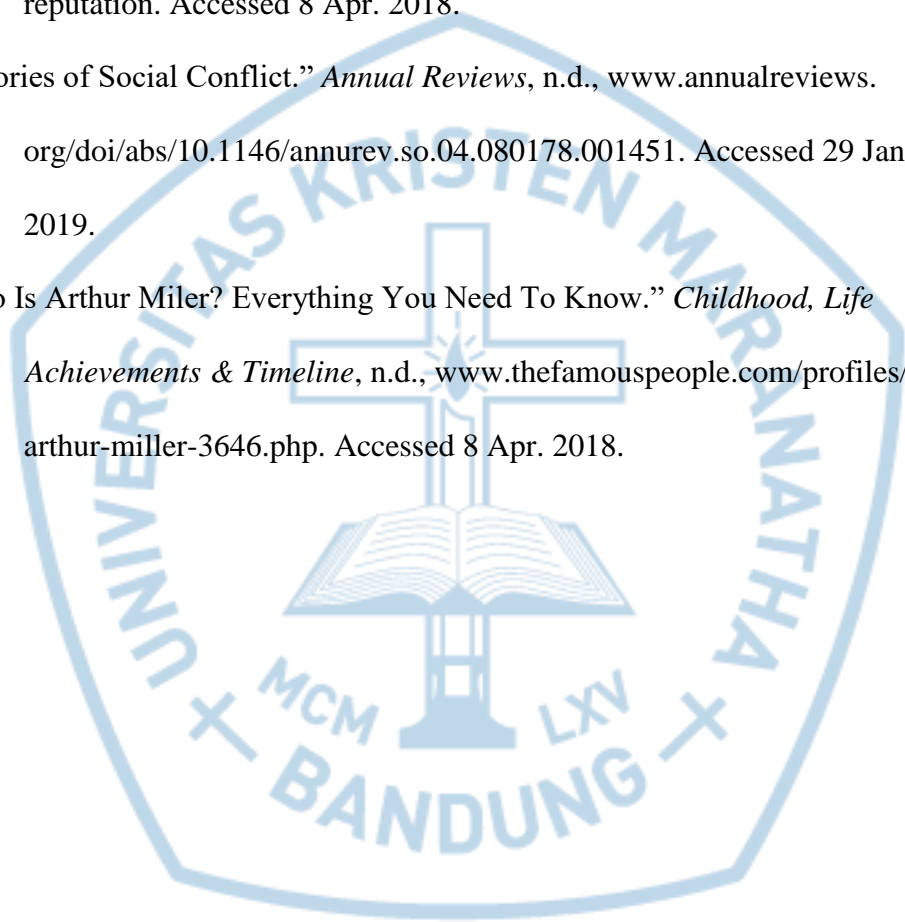 reputation. Accessed 8 Apr. 2018.
ories of Social Conflict.” Annual Reviews, n.d., www.annualreviews.
org/doi/abs/10.1146/annurev.so.04.080178.001451. Accessed 29 Jan
2019.
o Is Arthur Miler? Everything You Need To Know.” Childhood, Life
Achievements & Timeline, n.d., www.thefamouspeople.com/profiles/
arthur-miller-3646.php. Accessed 8 Apr. 2018.
UNIVERSITAS KRISTEN MARANATHA
MCM LXV
BANDUNG